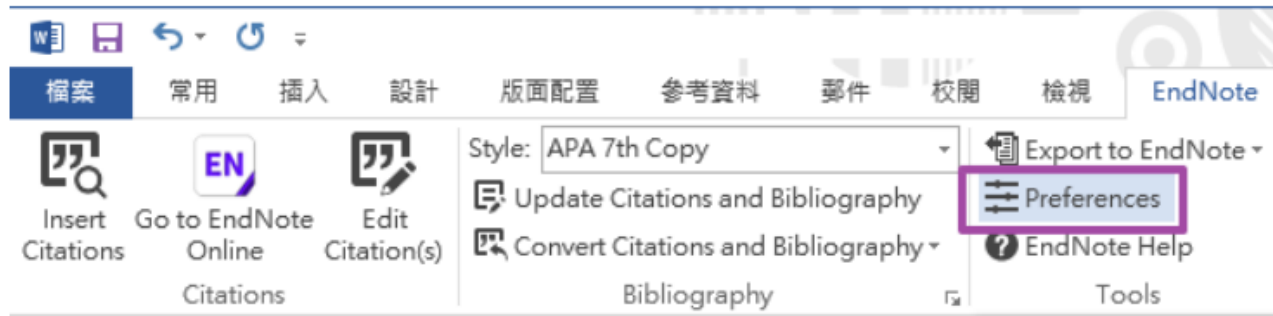 檔案 常用 插入 設計 版面配置 參考資料 郵件 校閱 檢視 EndNote
Insert Citations
EN
Go to EndNote Online
Edit Citation(s)
Citations
Style: APA 7th Copy
Update Citations and Bibliography
Convert Citations and Bibliography
Bibliography
Export to EndNote
Preferences
EndNote Help
Tools